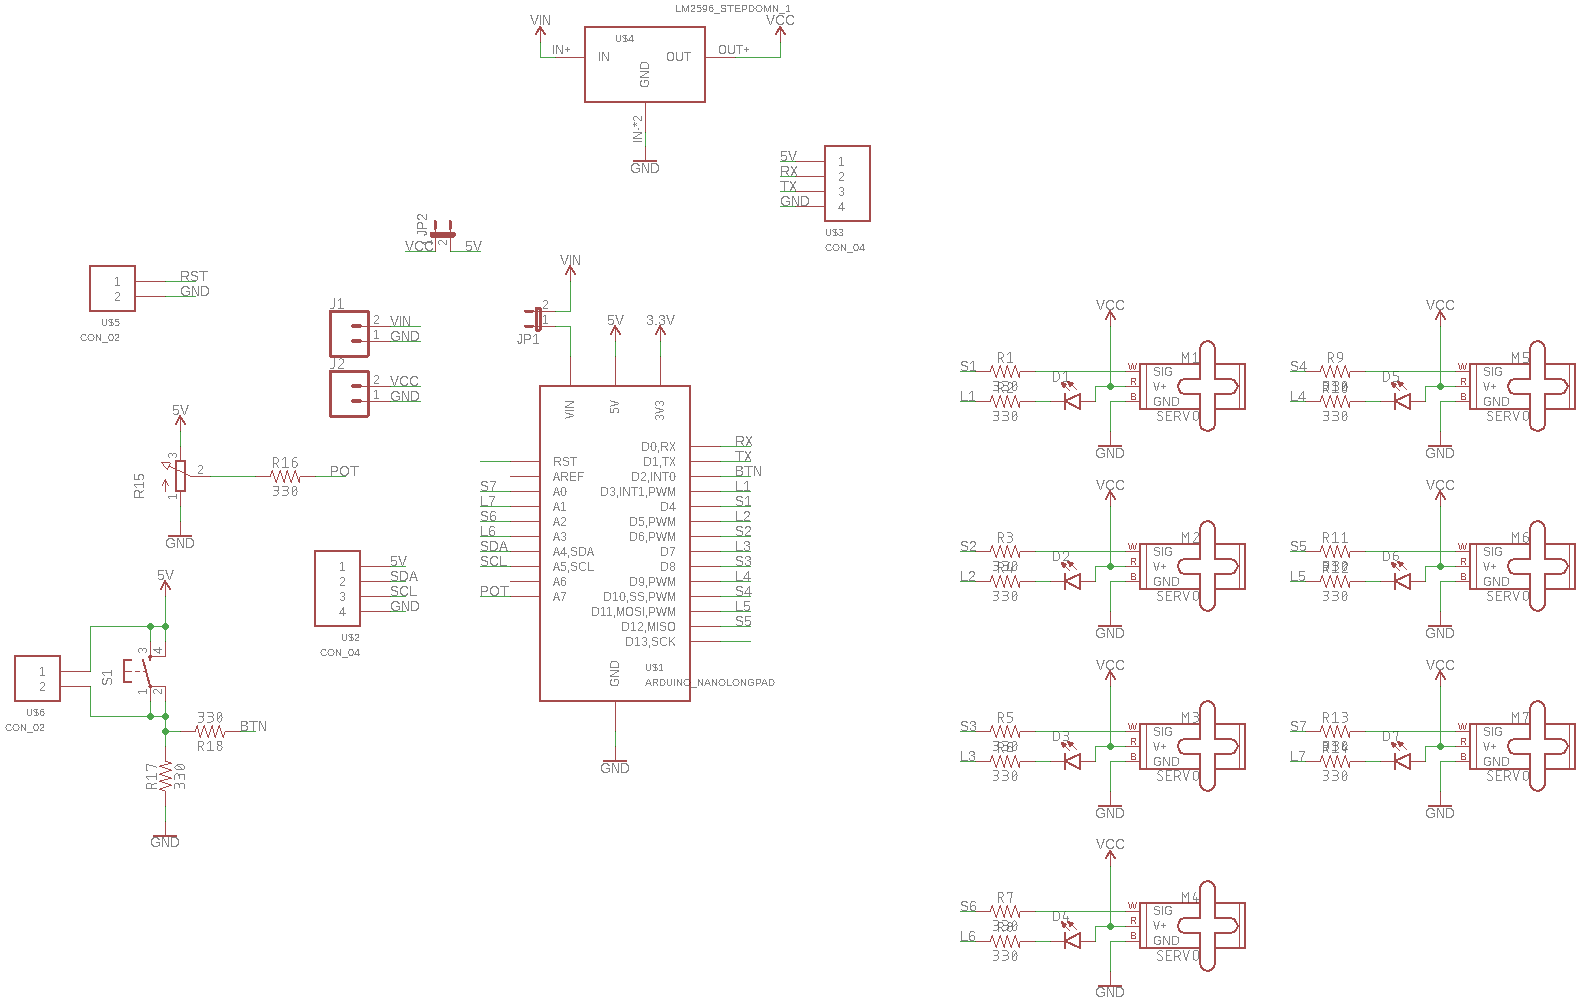 LM2596_STEPDOMN_1
VIN
VCC
U$4
IN+
IN
OUT
OUT+
GND
IN-*2
GND
5V
1
RX
2
TX
3
GND
4
U$3
CON_04
JP2
VCC
1
2
5V
VIN
1
RST
2
GND
U$5
CON_02
J1
2
VIN
1
GND
J2
2
VCC
1
GND
2
1
JP1
5V
3.3V
VIN
5V
3V3
D0,RX
RX
RST
D1,TX
TX
AREF
D2,INT0
BTN
S7
A0
D3,INT1,PWM
L1
L7
A1
D4
S1
S6
A2
D5,PWM
L2
L6
A3
D6,PWM
S2
SDA
A4,SDA
D7
L3
SCL
A5,SCL
D8
S3
A6
D9,PWM
L4
POT
A7
D10,SS,PWM
S4
D11,MOSI,PWM
L5
D12,MISO
S5
D13,SCK
GND
U$1
ARDUINO_NANOLONGPAD
GND
5V
R15
3
2
1
R16
330
POT
GND
1
5V
2
SDA
3
SCL
4
GND
U$2
CON_04
5V
1
2
U$6
CON_02
S1
3
4
1
2
330
R18
BTN
R17
330
GND
VCC
S1
R1
330
L1
R2
330
D1
W
R
B
M1
SIG
V+
GND
SERVO
GND
VCC
S4
R9
330
L4
R10
330
D5
W
R
B
M5
SIG
V+
GND
SERVO
GND
VCC
S2
R3
330
L2
R4
330
D2
W
R
B
M2
SIG
V+
GND
SERVO
GND
VCC
S5
R11
330
L5
R12
330
D6
W
R
B
M6
SIG
V+
GND
SERVO
GND
VCC
S3
R5
330
L3
R6
330
D3
W
R
B
M3
SIG
V+
GND
SERVO
GND
VCC
S7
R13
330
L7
R14
330
D7
W
R
B
M7
SIG
V+
GND
SERVO
GND
VCC
S6
R7
330
L6
R8
330
D4
W
R
B
M4
SIG
V+
GND
SERVO
GND